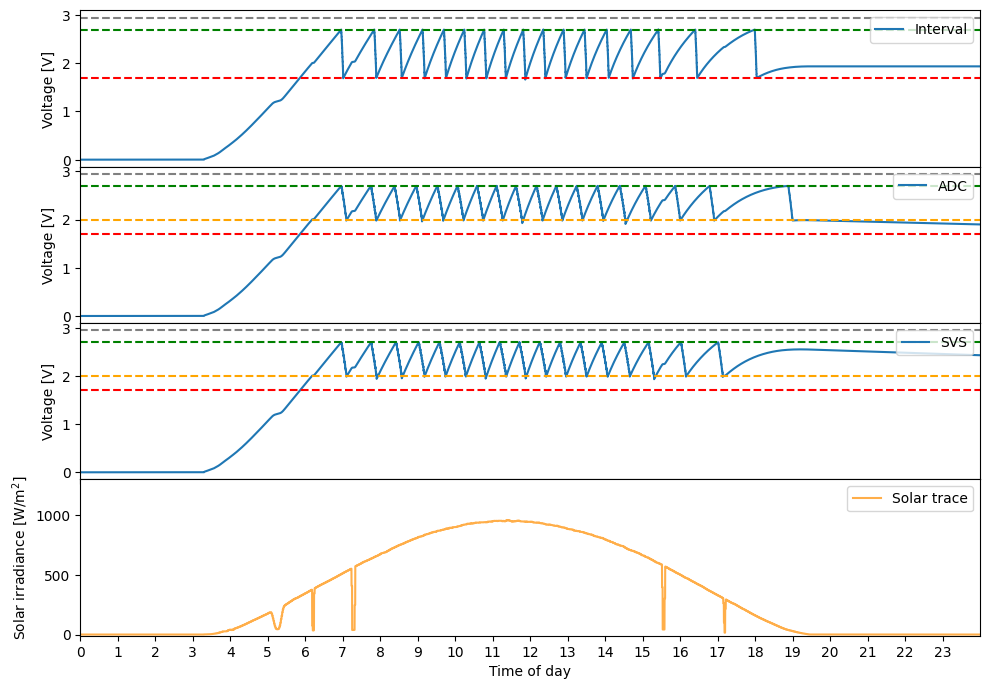 3
2
1
0
Voltage [V]
Interval
3
2
1
0
Voltage [V]
ADC
3
2
1
0
Voltage [V]
SVS
1000
500
0
Solar irradiance [W/m²]
Solar trace
0 1 2 3 4 5 6 7 8 9 10 11 12 13 14 15 16 17 18 19 20 21 22 23
Time of day